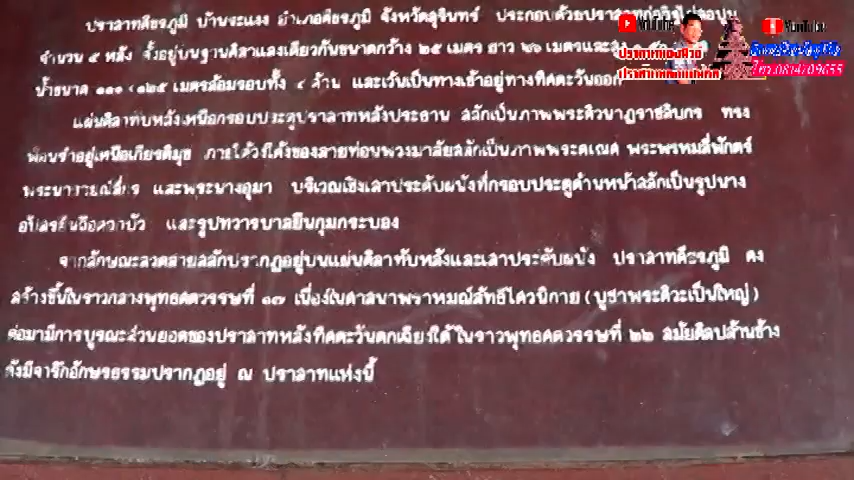 ปราสาทศีขรภูมิ บ้านระแงง อำเภอศีขรภูมิ จังหวัดสุรินทร์ ประกอบด้วยปราสาทก่ออิฐ
จำนวน ๕ หลัง ตั้งอยู่บนฐานศิลาแลงเดียวกันขนาดกว้าง ๒๕ เมตร ยาว ๒๖ เมตรและสูง
น้ำขนาด ๑๒๕ เมตรล้อมรอบทั้ง ๔ ด้าน และเว้นเป็นทางเข้าอยู่ทางทิศตะวันออก
แผ่นศิลาทับหลังเหนือกรอบประตูปราสาทหลังประธาน สลักเป็นภาพพระศิวนาฏราชสิบกร ทรง
ฟ้อนรำอยู่เหนือเกียรติมุข ภายใต้วงโค้งของลายท่อนพวงมาลัยสลักเป็นภาพพระคเณศ พระพรหมสี่พักตร์
พระนารายณ์สี่กร และพระนางอุมา บริเวณเชิงเสาประดับผนังที่กรอบประตูด้านหน้าสลักเป็นรูปนาง
อัปสรยืนถือดอกบัว และรูปทวารบาลยืนกุมกระบอง
จากลักษณะลวดลายสลักปรากฏอยู่บนแผ่นศิลาทับหลังและเสาประดับผนัง ปราสาทศีขรภูมิ คง
สร้างขึ้นในราวกลางพุทธศตวรรษที่ ๑๗ เนื่องในศาสนาพราหมณ์ลัทธิไศวนิกาย (บูชาพระศิวะเป็นใหญ่)
ต่อมามีการบูรณะส่วนยอดของปราสาทหลังทิศตะวันตกเฉียงใต้ ในราวพุทธศตวรรษที่ ๒๒ สมัยศิลปล้านช้าง
ดังมีจารึกอักษรธรรมปรากฏอยู่ ณ ปราสาทแห่งนี้
YouTube
YouTube
โทร.0814709655